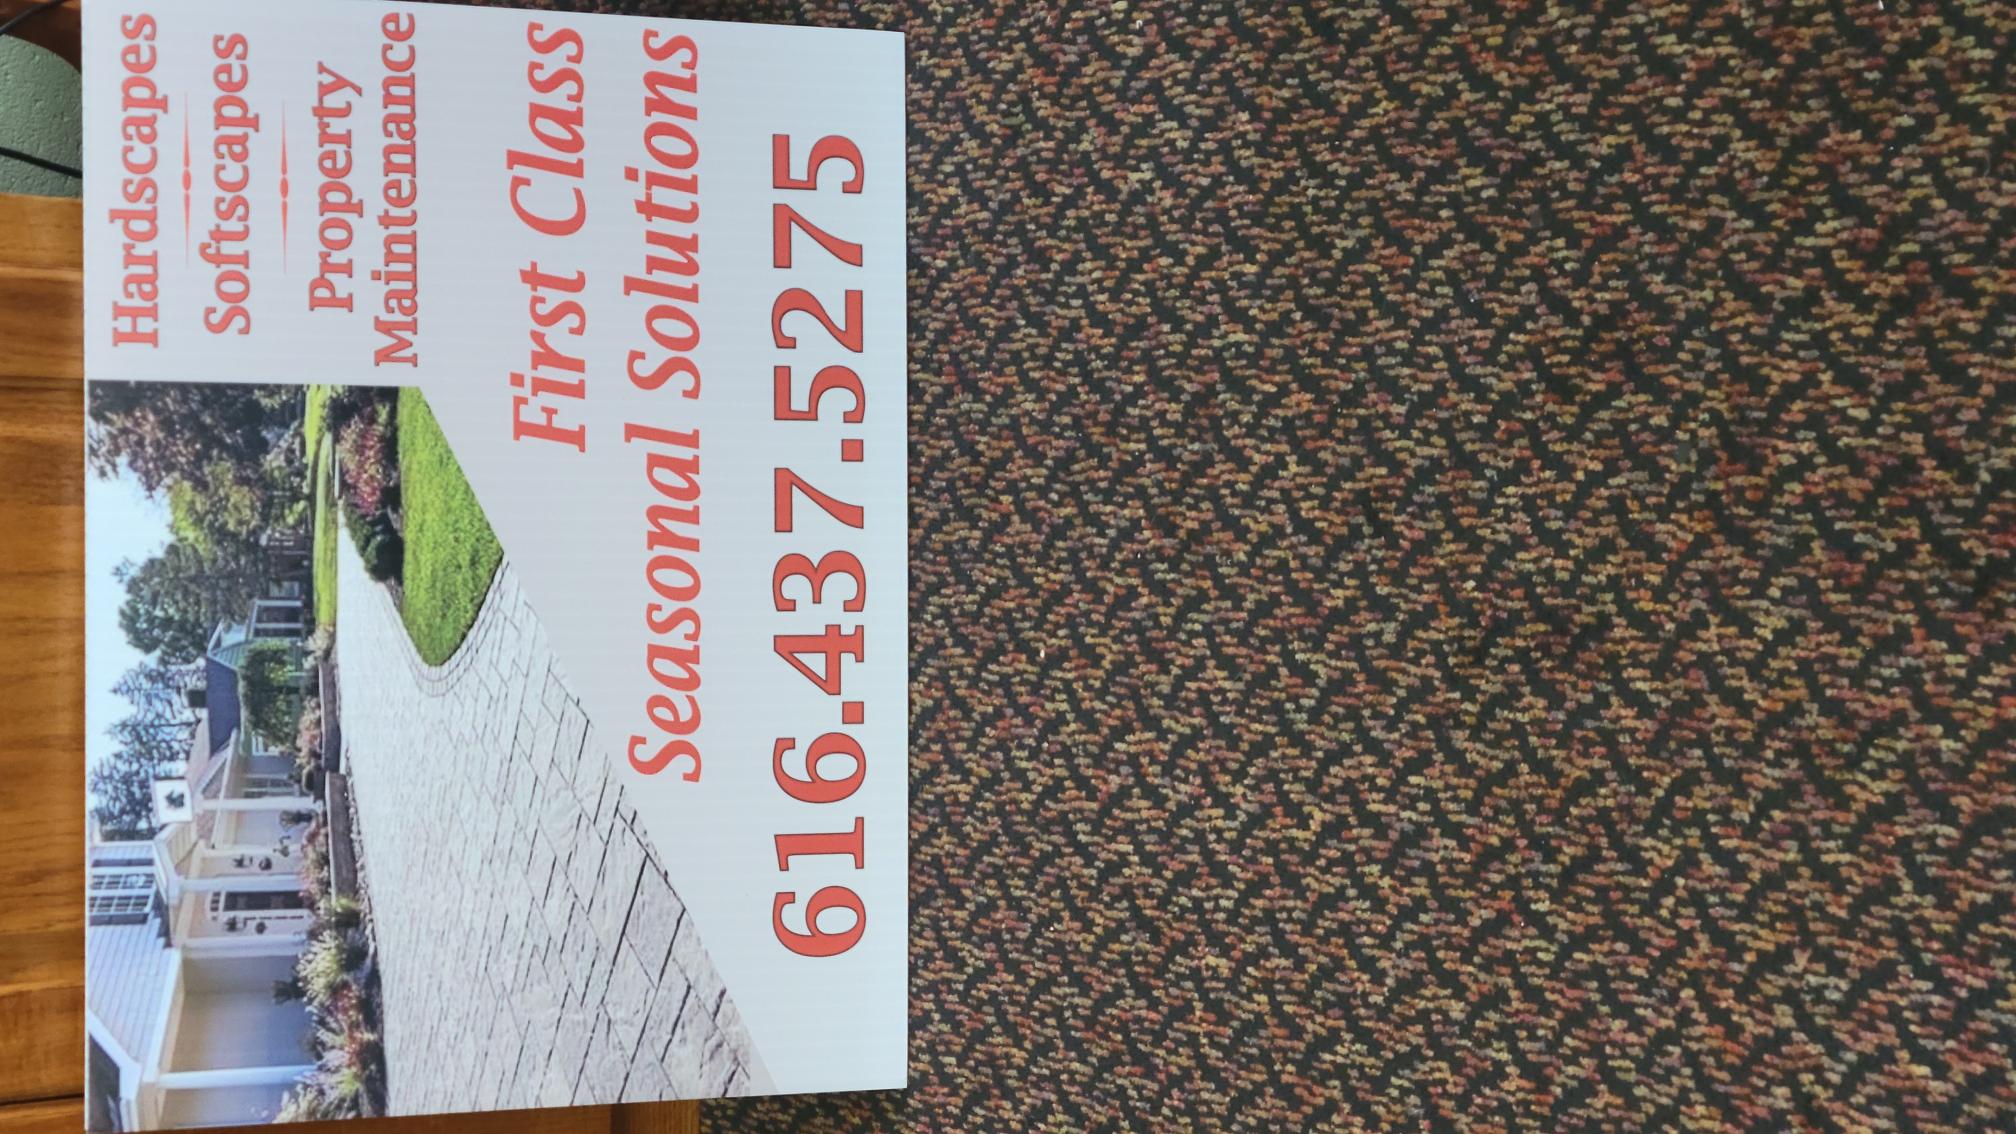 Hardscapes
Softscapes
Property
Maintenance
First Class
Seasonal Solutions
616.437.5275